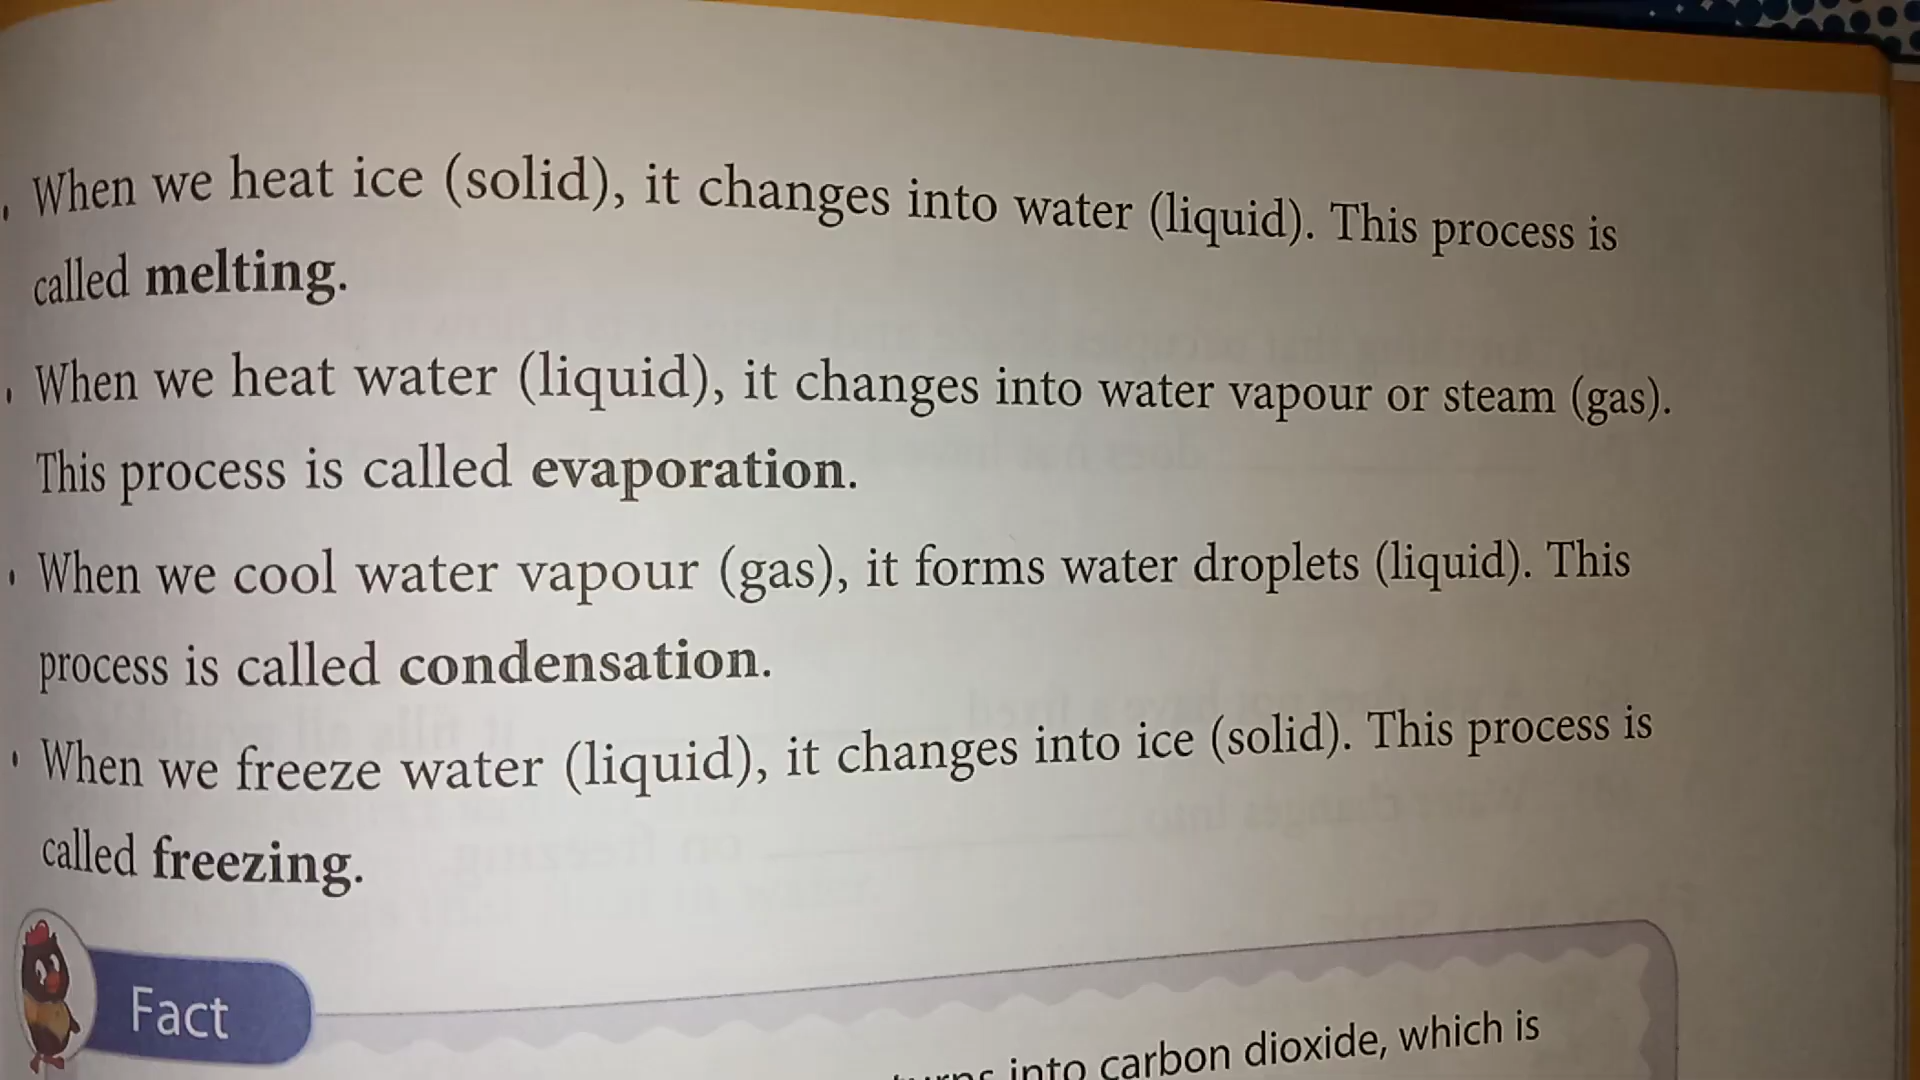 When we heat ice (solid), it changes into water (liquid). This process is
called melting.
When we heat water (liquid), it changes into water vapour or steam (gas).
This process is called evaporation.
When we cool water vapour (gas), it forms water droplets (liquid). This
process is called condensation.
When we freeze water (liquid), it changes into ice (solid). This process is
called freezing.
Fact
into carbon dioxide, which is